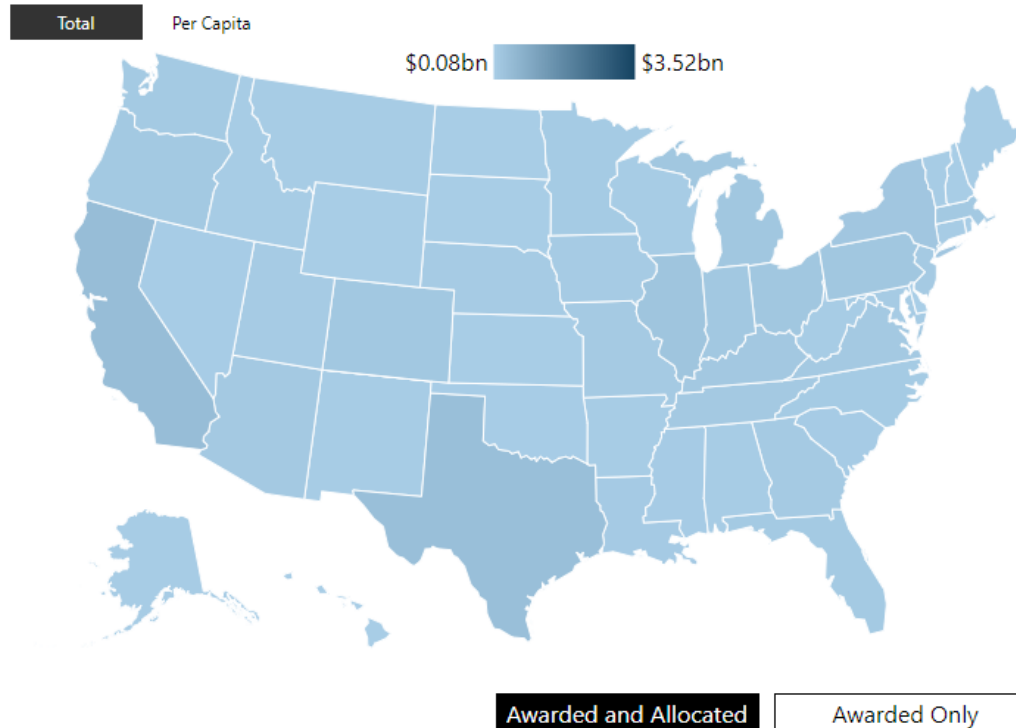 Total Per Capita
$0.08bn $3.52bn
Awarded and Allocated Awarded Only